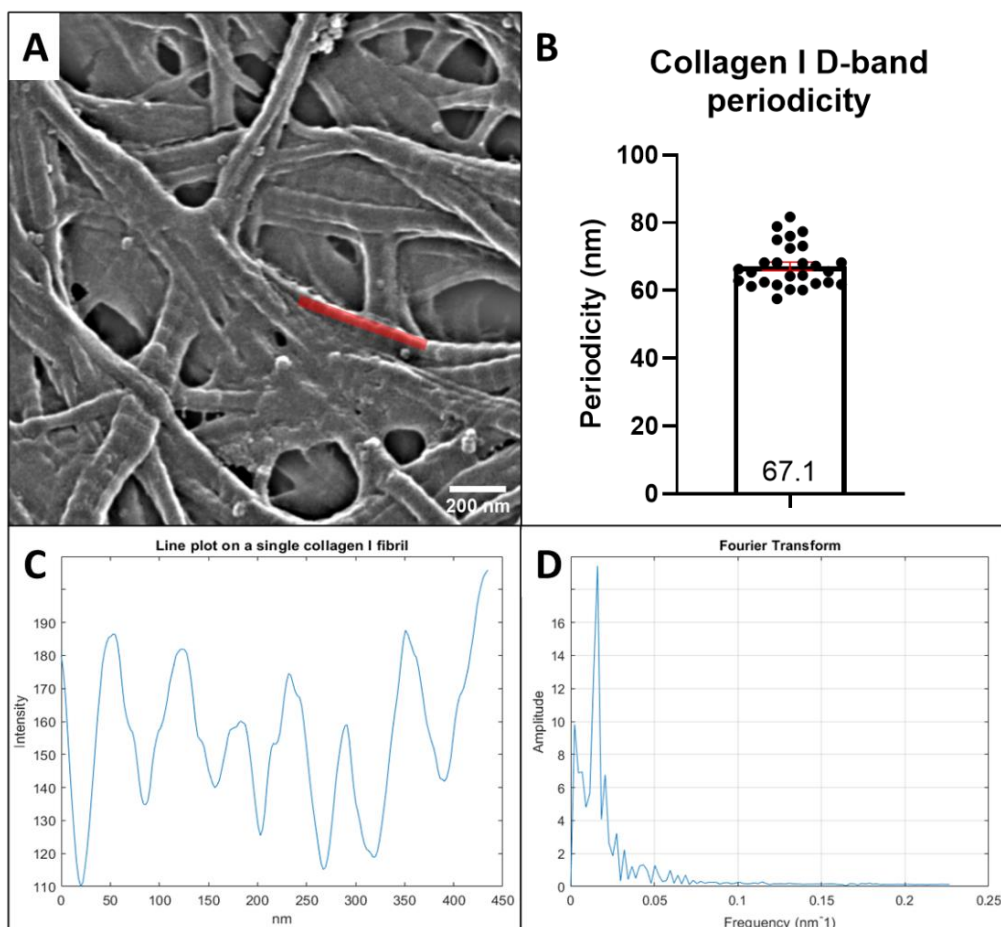 A
200 nm
B
Collagen I D-band
periodicity
Periodicity (nm)
100
80
60
40
20
0
67.1
C
Line plot on a single collagen I fibril
Intensity
190
180
170
160
150
140
130
120
110
0 50 100 150 200 250 300 350 400 450
nm
D
Fourier Transform
Amplitude
16
14
12
10
8
6
4
2
0
0 0.05 0.1 0.15 0.2 0.25
Frequency (nm⁻1)